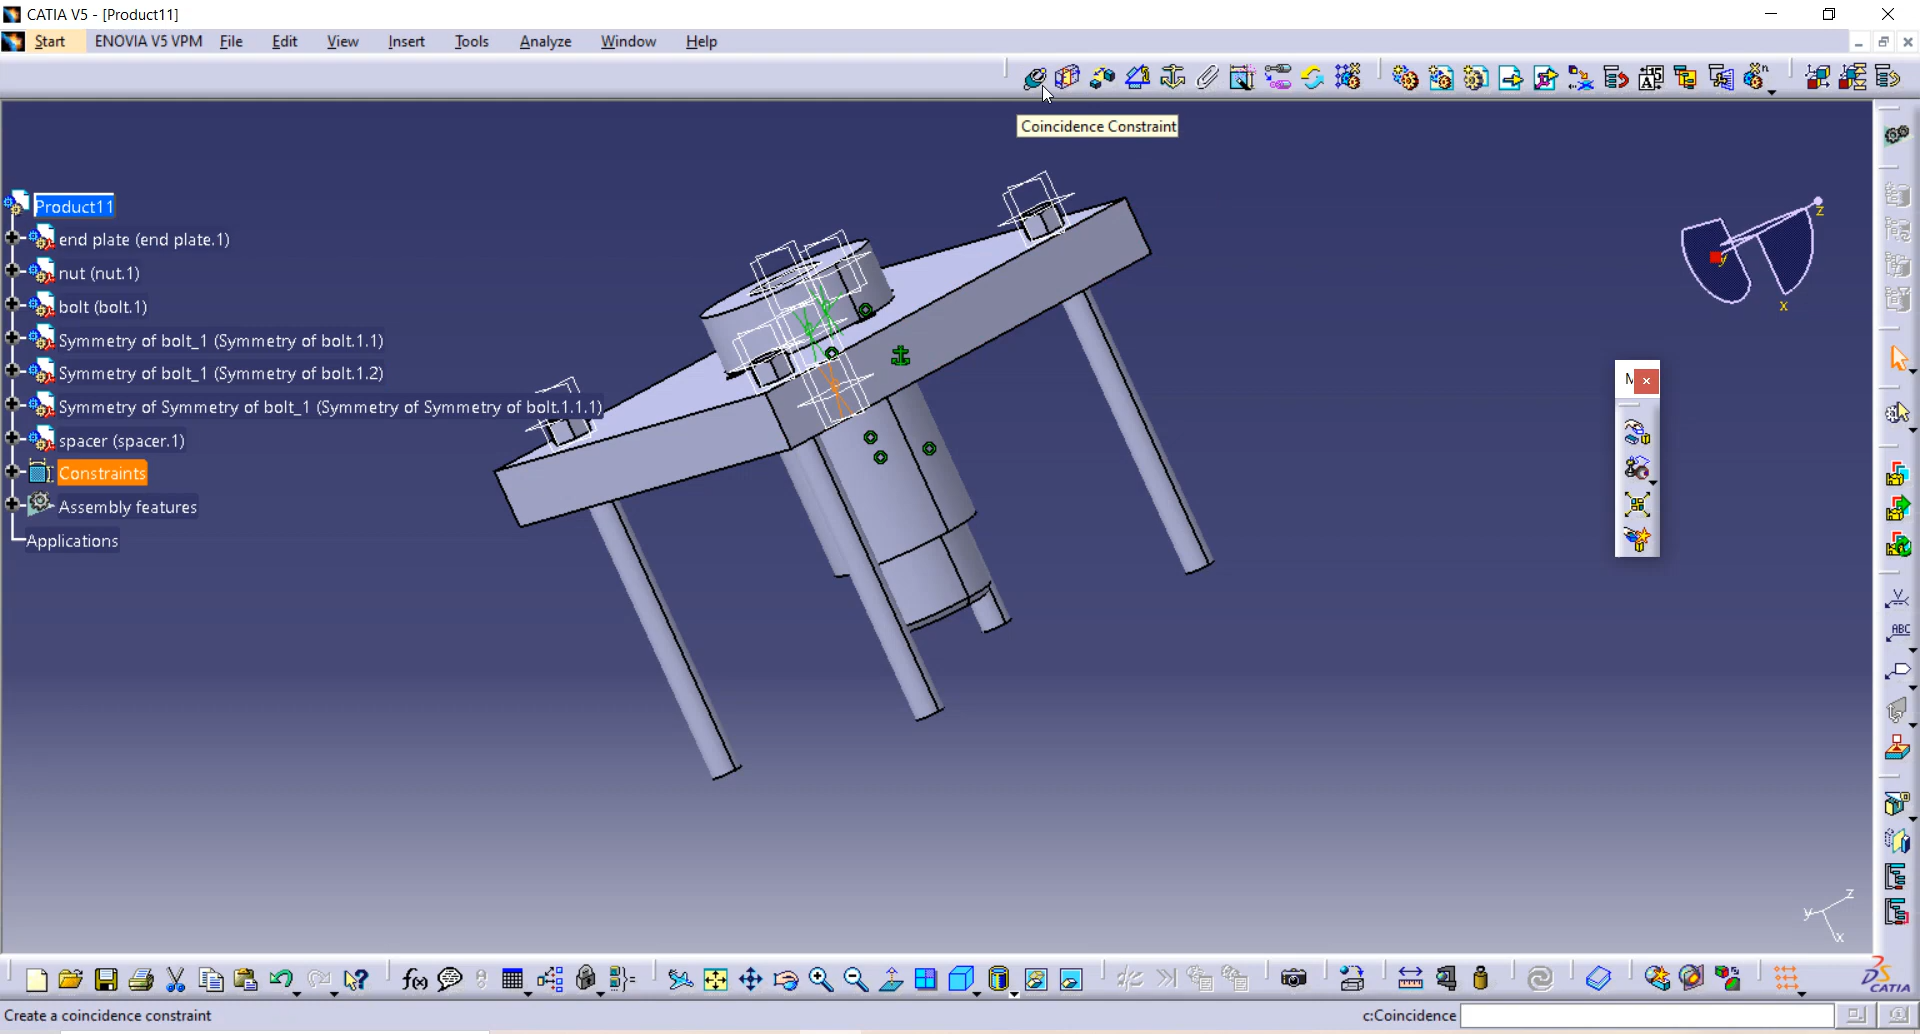 CATIA V5 - [Product11]
Start ENOVIA V5 VPM File Edit View Insert Tools Analyze Window Help
Coincidence Constraint
Product11
end plate (end plate.1)
nut (nut.1)
bolt (bolt.1)
Symmetry of bolt_1 (Symmetry of bolt.1.1)
Symmetry of bolt_1 (Symmetry of bolt.1.2)
Symmetry of Symmetry of bolt_1 (Symmetry of Symmetry of bolt.1.1.1)
spacer (spacer.1)
Constraints
Assembly features
Applications
z
y
x
M
ABC
z
y
x
f(x)
CATIA
Create a coincidence constraint
c:Coincidence